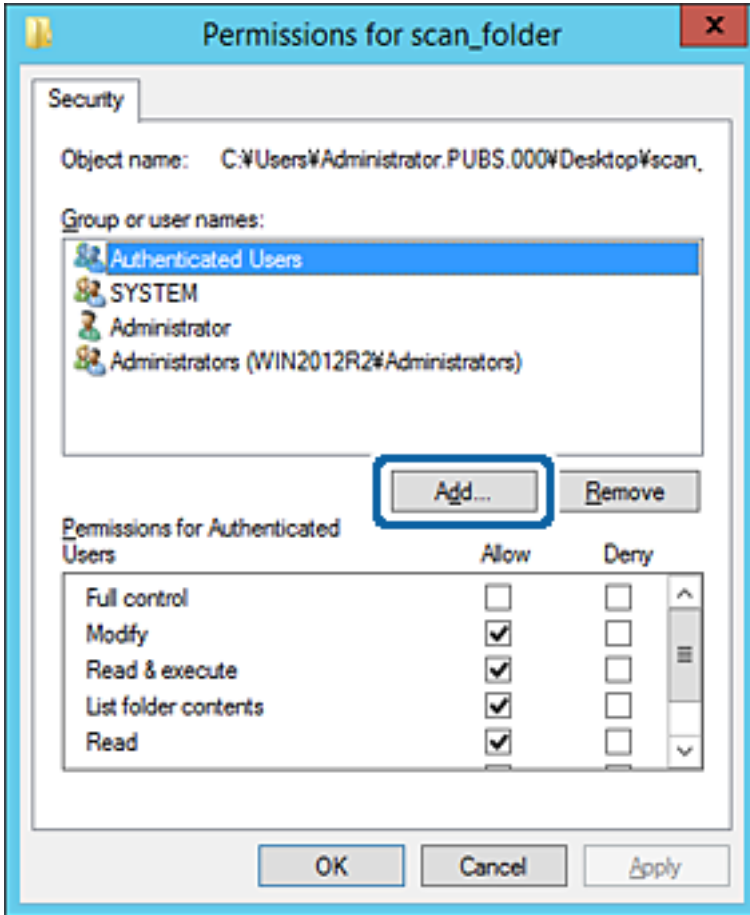 Permissions for scan_folder
x
Security
Object name: C:¥Users¥Administrator.PUBS.000¥Desktop¥scan_
Group or user names:
Authenticated Users
SYSTEM
Administrator
Administrators (WIN2012R2¥Administrators)
Add... Remove
Permissions for Authenticated
Users Allow Deny
Full control
Modify
Read & execute
List folder contents
Read
OK Cancel Apply